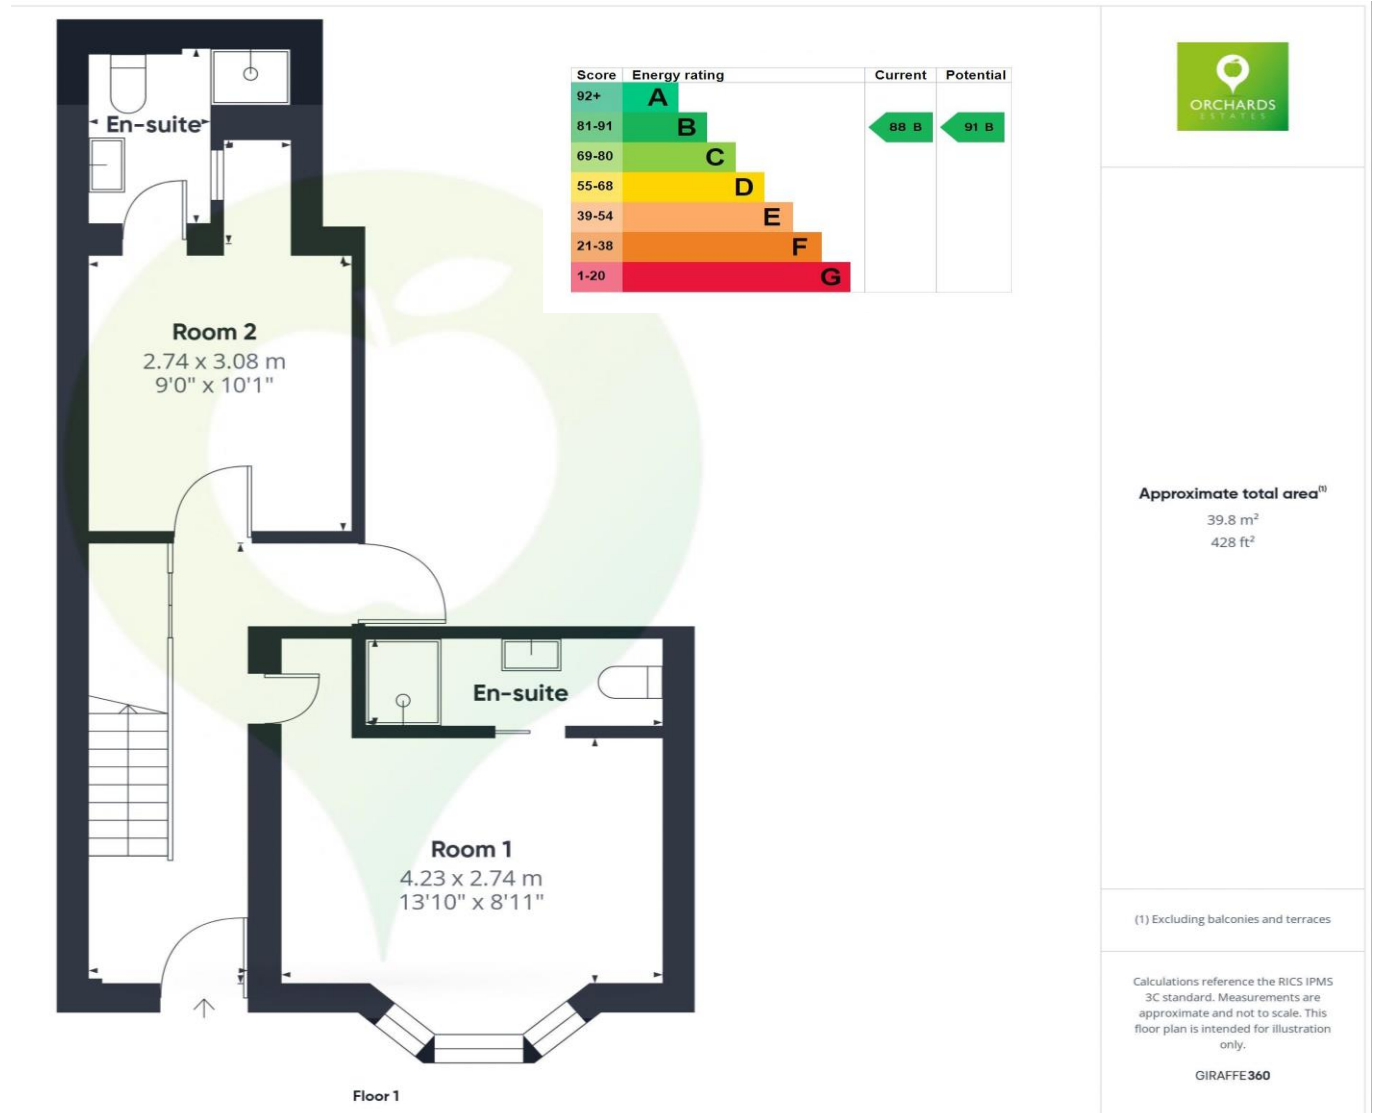 En-suite
Room 2
2.74 x 3.08 m
9'0" x 10'1"
En-suite
Room 1
4.23 x 2.74 m
13'10" x 8'11"
Floor 1
Score Energy rating Current Potential
92+ A
81-91 B 88 B 91 B
69-80 C
55-68 D
39-54 E
21-38 F
1-20 G
ORCHARDS
ESTATES
Approximate total area(1)
39.8 m²
428 ft²
(1) Excluding balconies and terraces
Calculations reference the RICS IPMS
3C standard. Measurements are
approximate and not to scale. This
floor plan is intended for illustration
only.
GIRAFFE360